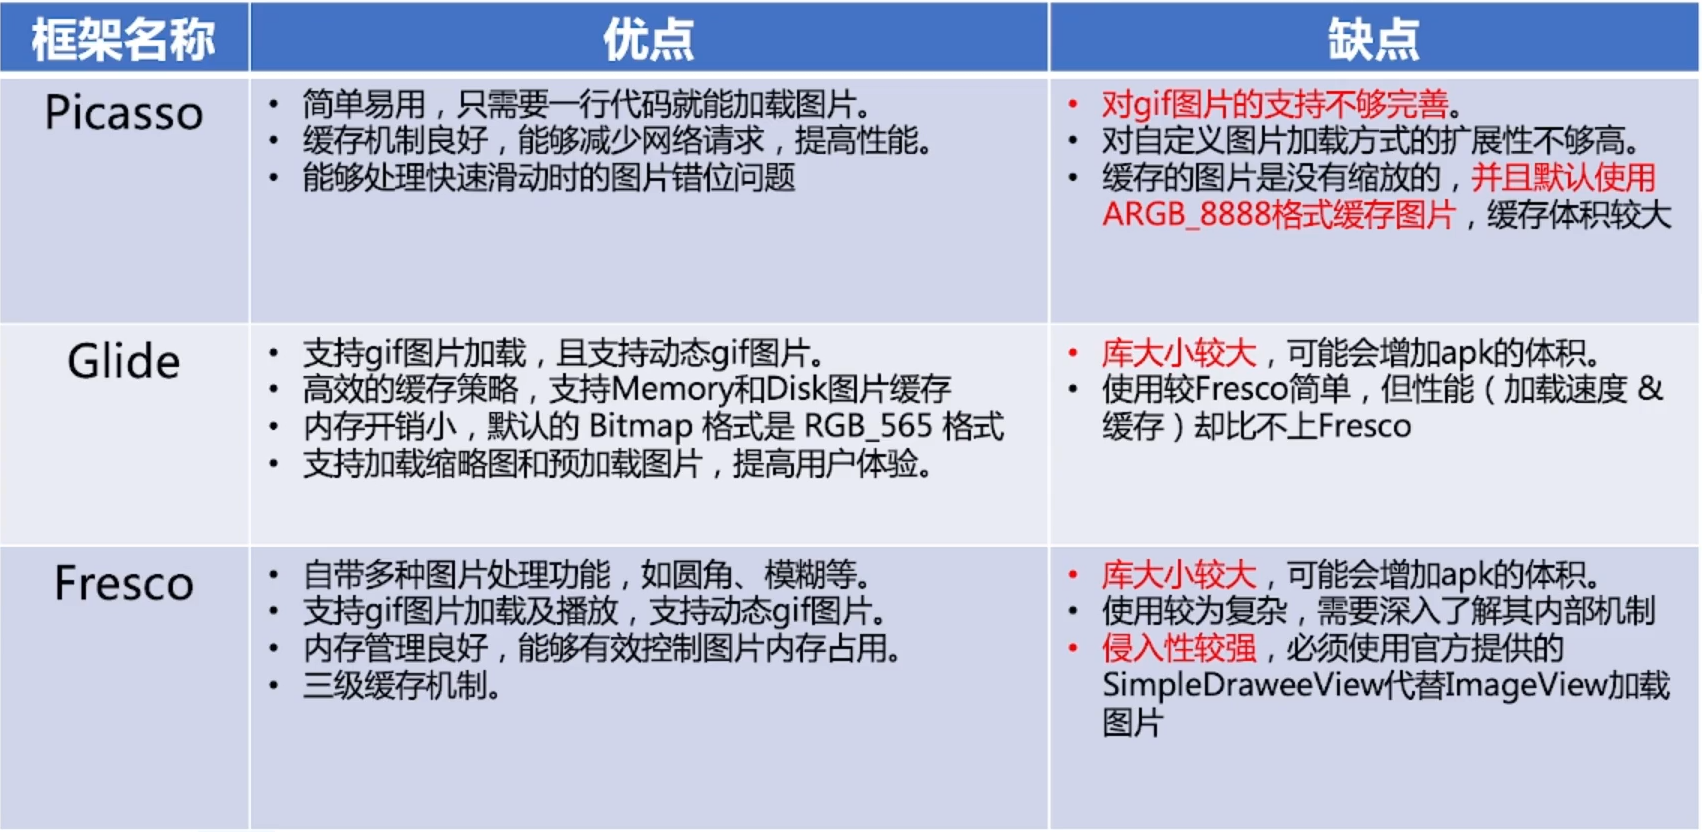 框架名称
优点
缺点
Picasso
• 简单易用，只需要一行代码就能加载图片。
• 缓存机制良好，能够减少网络请求，提高性能。
• 能够处理快速滑动时的图片错位问题
• 对gif图片的支持不够完善。
• 对自定义图片加载方式的扩展性不够高。
• 缓存的图片是没有缩放的，并且默认使用
ARGB_8888格式缓存图片，缓存体积较大
Glide
• 支持gif图片加载，且支持动态gif图片。
• 高效的缓存策略，支持Memory和Disk图片缓存
• 内存开销小，默认的 Bitmap 格式是 RGB_565 格式
• 支持加载缩略图和预加载图片，提高用户体验。
• 库大小较大，可能会增加apk的体积。
• 使用较Fresco简单，但性能（加载速度 &
缓存）却比不上Fresco
Fresco
• 自带多种图片处理功能，如圆角、模糊等。
• 支持gif图片加载及播放，支持动态gif图片。
• 内存管理良好，能够有效控制图片内存占用。
• 三级缓存机制。
• 库大小较大，可能会增加apk的体积。
• 使用较为复杂，需要深入了解其内部机制
• 侵入性较强，必须使用官方提供的
SimpleDraweeView代替ImageView加载
图片